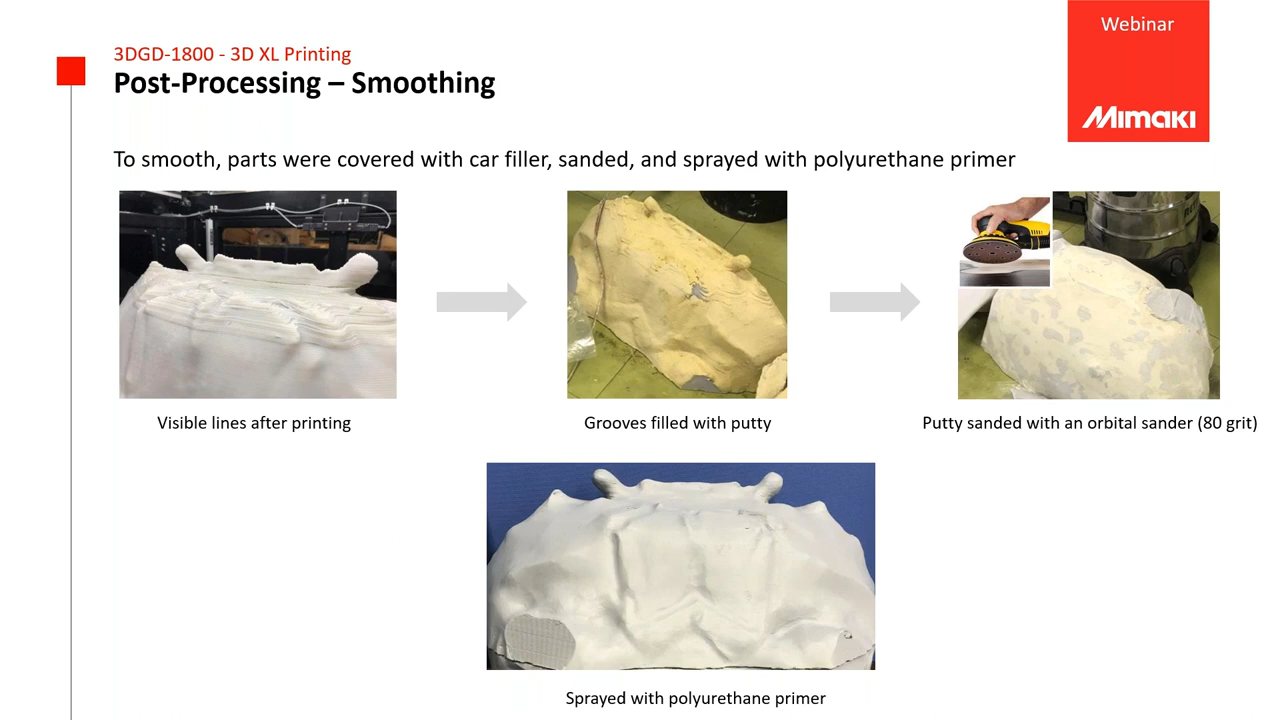 Webinar
3DGD-1800 - 3D XL Printing
Post-Processing – Smoothing
Mimaki
To smooth, parts were covered with car filler, sanded, and sprayed with polyurethane primer
Visible lines after printing
Grooves filled with putty
Putty sanded with an orbital sander (80 grit)
Sprayed with polyurethane primer